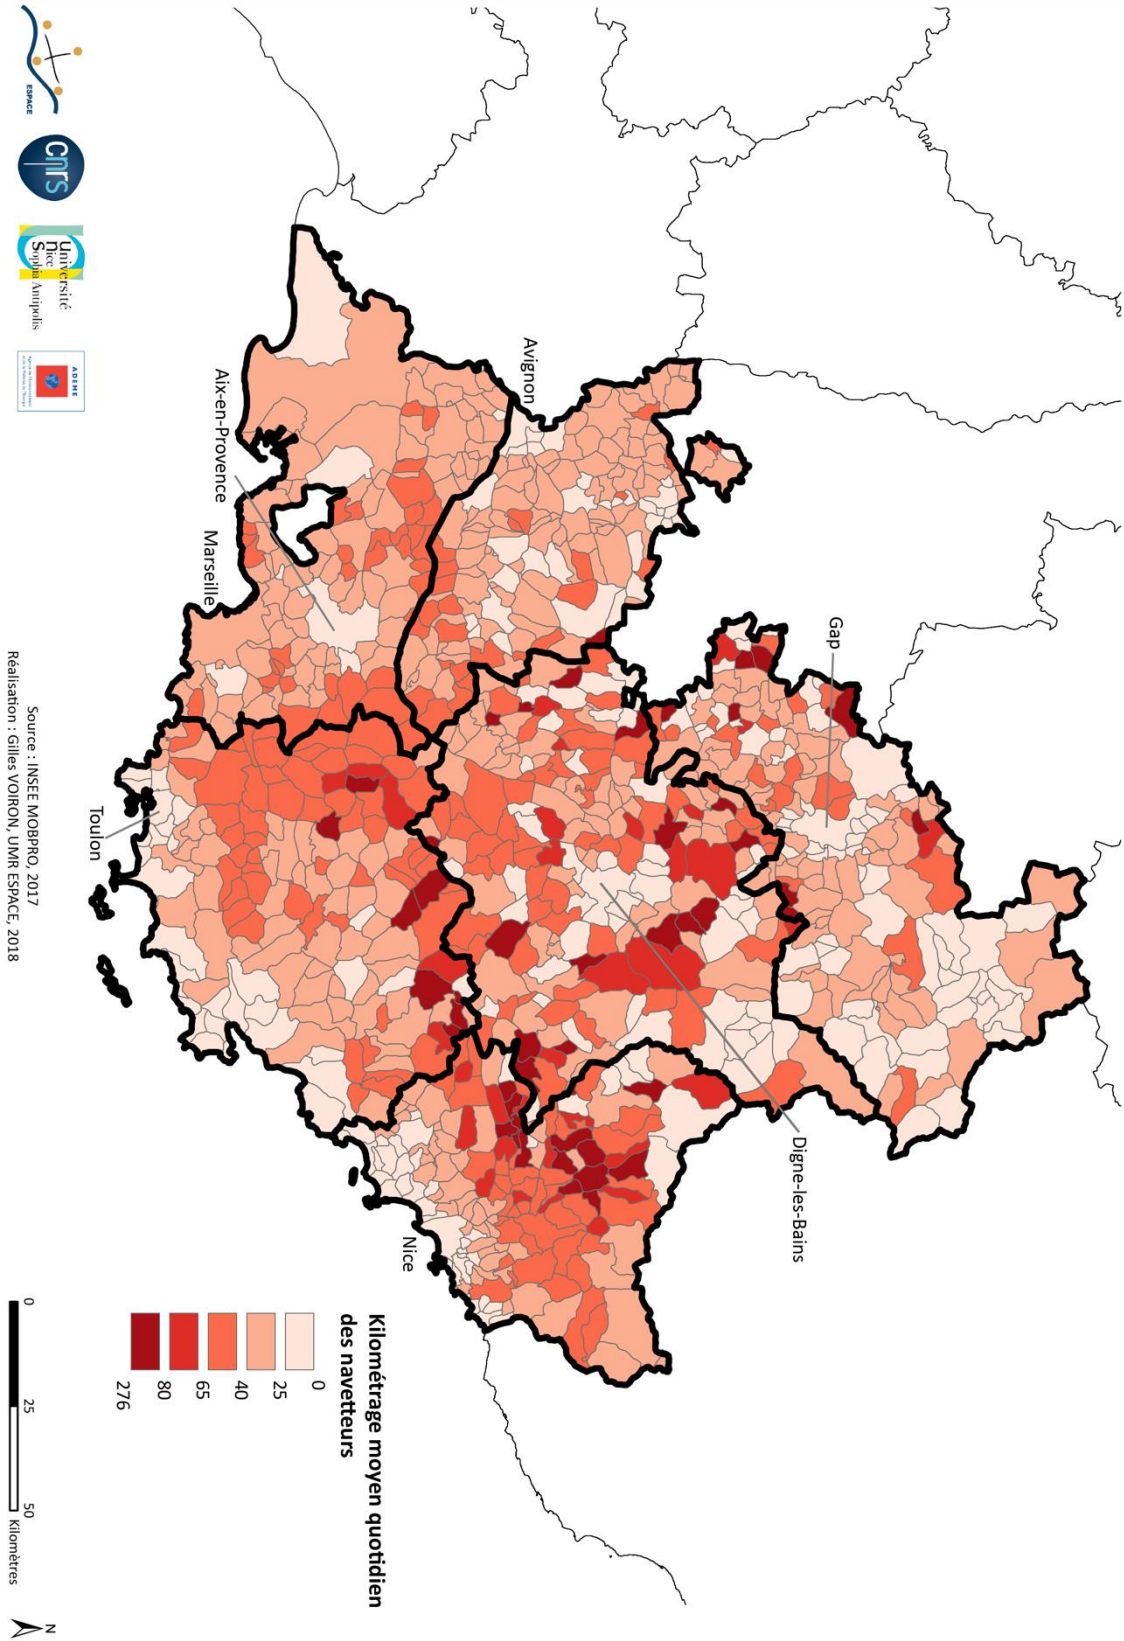 Avignon
Aix-en-Provence
Marseille
Gap
Toulon
Digne-les-Bains
Nice
Kilométrage moyen quotidien
des navetteurs
0
25
40
65
80
276
0
25
50
Kilomètres
N
Source : INSEE MOBPRO, 2017
Réalisation : Gilles VOIRON, UMR ESPACE, 2018
ESPACE
cnrs
Université
Nice
Sophia Antipolis
ADEME